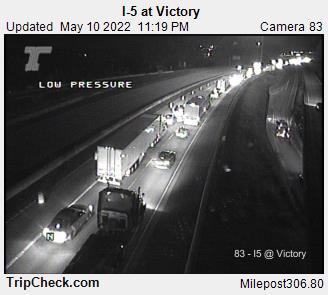 I-5 at Victory
Updated May 10 2022 11:19 PM Camera 83
T
LOW PRESSURE
N
83 - I5 @ Victory
TripCheck.com Milepost306.80